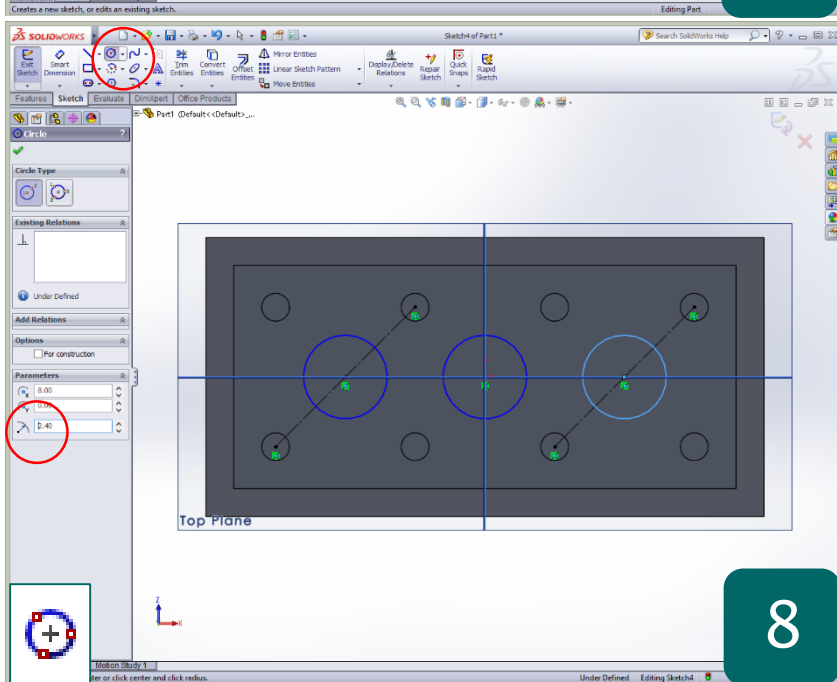 Creates a new sketch, or edits an existing sketch. Editing Part
SOLIDWORKS Sketch4 of Part1 * Search SolidWorks Help
Exit Sketch
Smart Dimension
Trim Entities
Convert Entities
Offset Entities
Mirror Entities
Linear Sketch Pattern
Move Entities
Display/Delete Relations
Repair Sketch
Quick Snaps
Rapid Sketch
Features Sketch Evaluate DimXpert Office Products
Part1 (Default<<Default>_...
Circle ?
Circle Type
Existing Relations
Under Defined
Add Relations
Options
For construction
Parameters
8.00
0.00
2.40
Top Plane
Z
X
8
Motion Study 1
ter or click center and click radius. Under Defined Editing Sketch4